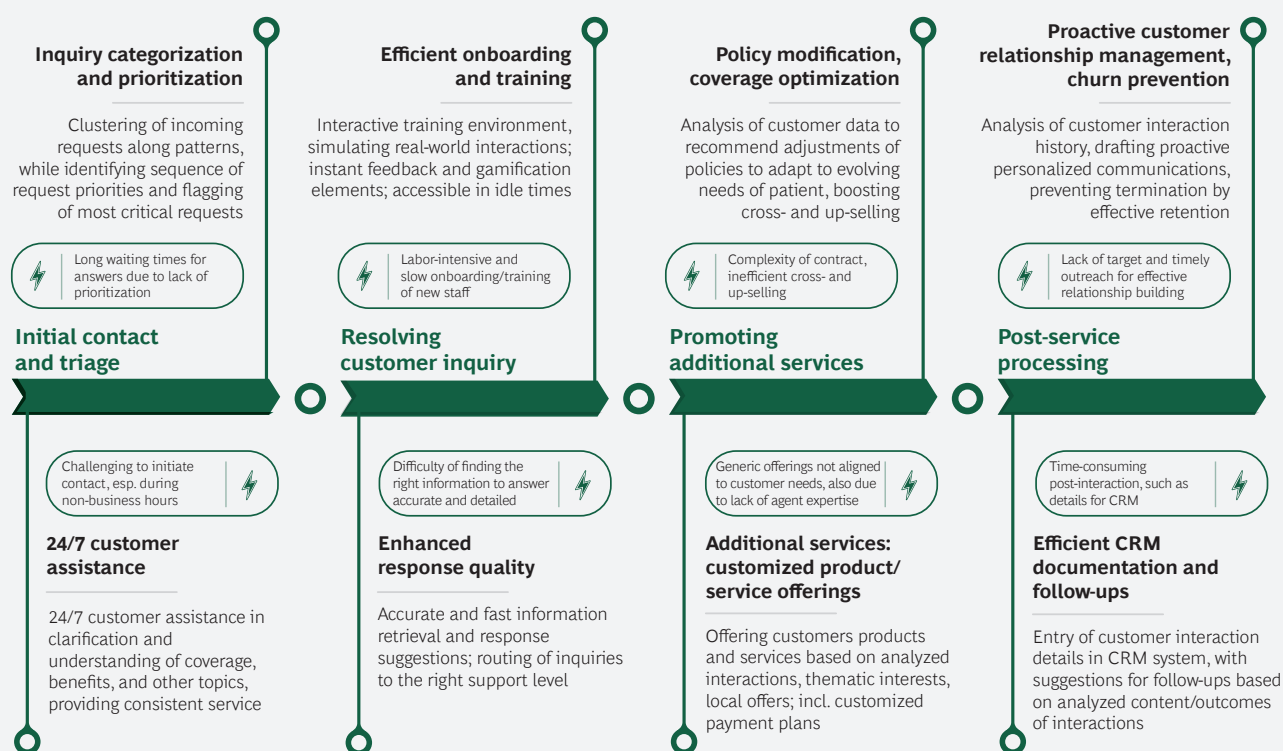 Inquiry categorization
and prioritization
Clustering of incoming
requests along patterns,
while identifying sequence of
request priorities and flagging
of most critical requests
Long waiting times for
answers due to lack of
prioritization
Initial contact
and triage
Challenging to initiate
contact, esp. during
non-business hours
24/7 customer
assistance
24/7 customer assistance in
clarification and
understanding of coverage,
benefits, and other topics,
providing consistent service
Efficient onboarding
and training
Interactive training environment,
simulating real-world interactions;
instant feedback and gamification
elements; accessible in idle times
Labor-intensive and
slow onboarding/training
of new staff
Resolving
customer inquiry
Difficulty of finding the
right information to answer
accurate and detailed
Enhanced
response quality
Accurate and fast information
retrieval and response
suggestions; routing of inquiries
to the right support level
Policy modification,
coverage optimization
Analysis of customer data to
recommend adjustments of
policies to adapt to evolving
needs of patient, boosting
cross- and up-selling
Complexity of contract,
inefficient cross- and
up-selling
Promoting
additional services
Generic offerings not aligned
to customer needs, also due
to lack of agent expertise
Additional services:
customized product/
service offerings
Offering customers products
and services based on analyzed
interactions, thematic interests,
local offers; incl. customized
payment plans
Proactive customer
relationship management,
churn prevention
Analysis of customer interaction
history, drafting proactive
personalized communications,
preventing termination by
effective retention
Lack of target and timely
outreach for effective
relationship building
Post-service
processing
Time-consuming
post-interaction, such as
details for CRM
Efficient CRM
documentation and
follow-ups
Entry of customer interaction
details in CRM system, with
suggestions for follow-ups based
on analyzed content/outcomes
of interactions